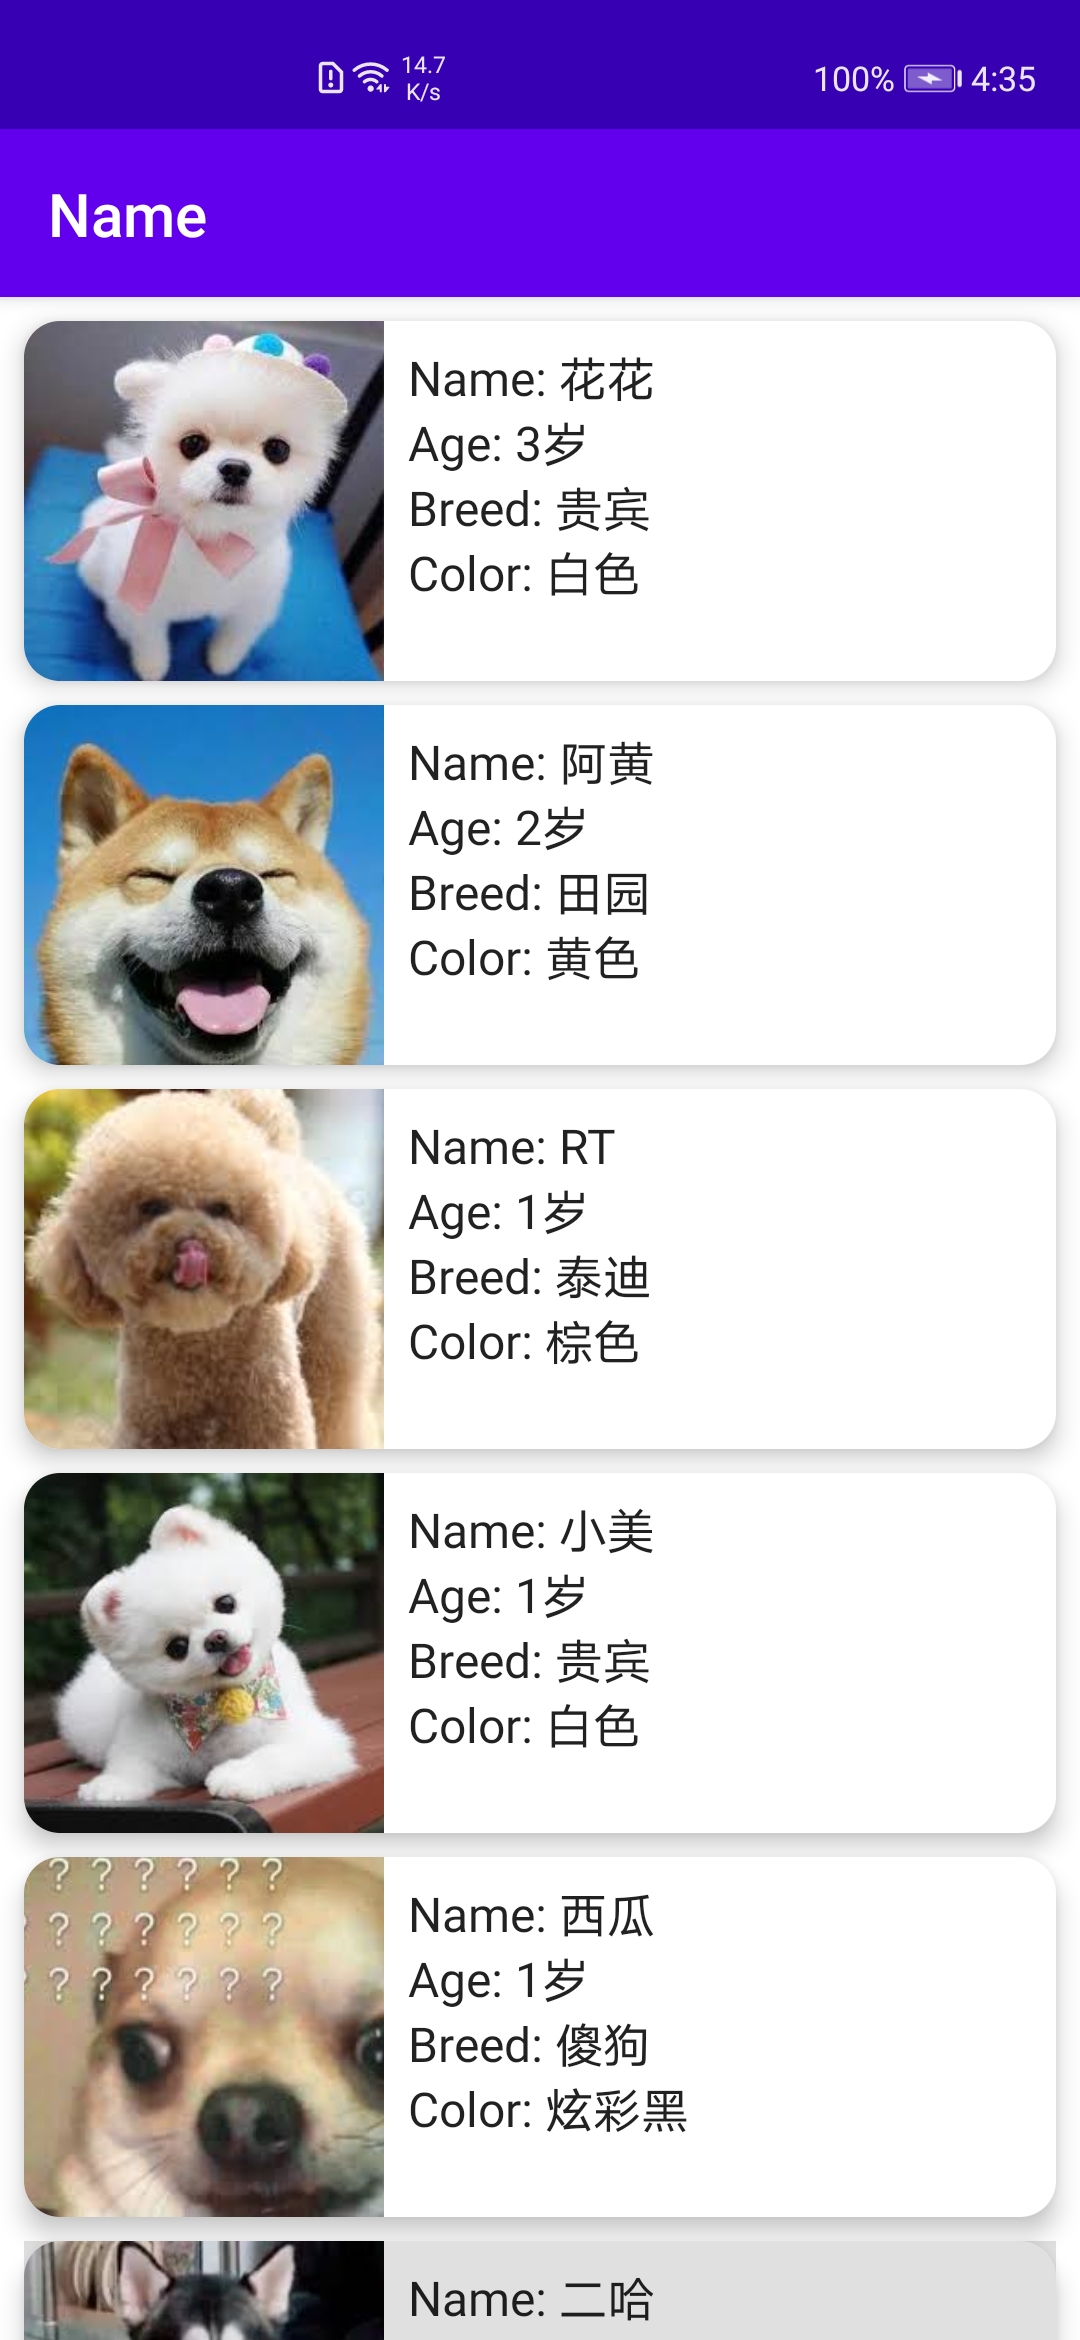 14.7
K/s
100%
4:35
Name
Name: 花花
Age: 3岁
Breed: 贵宾
Color: 白色
Name: 阿黄
Age: 2岁
Breed: 田园
Color: 黄色
Name: RT
Age: 1岁
Breed: 泰迪
Color: 棕色
Name: 小美
Age: 1岁
Breed: 贵宾
Color: 白色
? ? ? ? ? ?
? ? ? ? ? ?
? ? ? ? ? ?
Name: 西瓜
Age: 1岁
Breed: 傻狗
Color: 炫彩黑
Name: 二哈